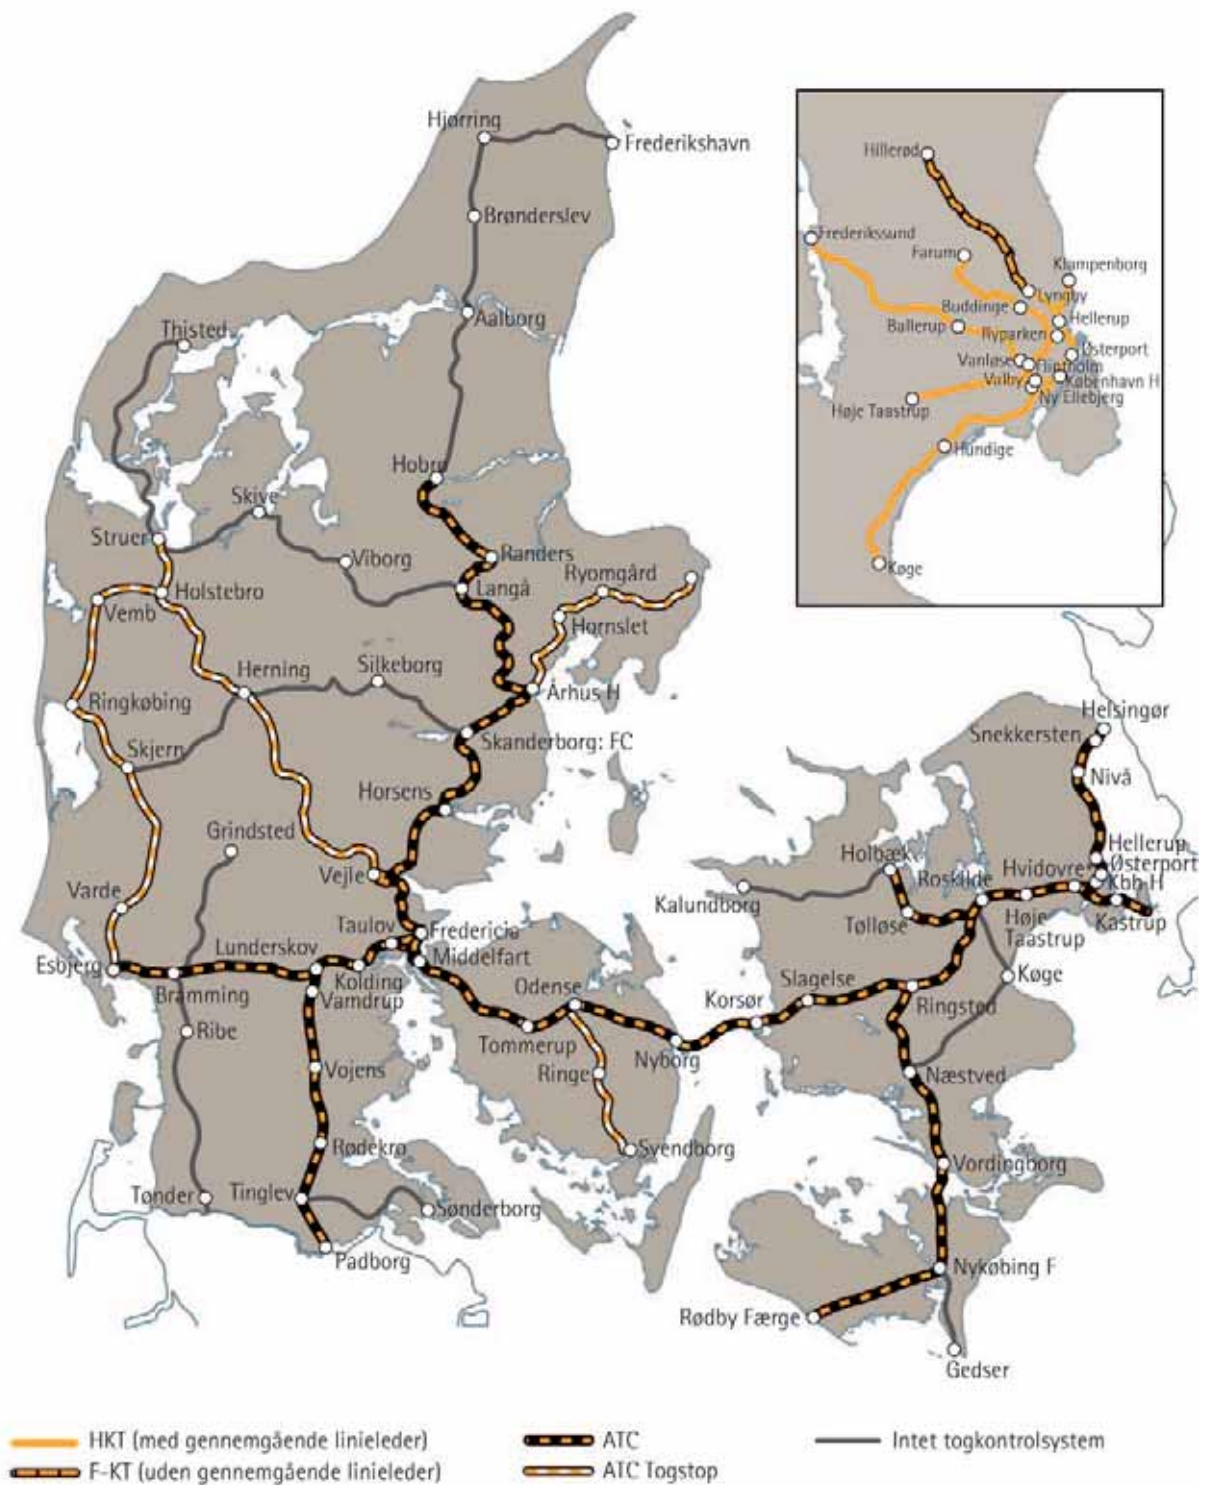 Hjørring
Frederikshavn
Brønderslev
Aalborg
Thisted
Hobro
Skive
Struer
Viborg
Randers
Langå
Ryomgård
Holstebro
Vemb
Hornslet
Herning
Silkeborg
Århus H
Ringkøbing
Skanderborg: FC
Skjern
Horsens
Grindsted
Vejle
Varde
Taulov
Fredericia
Lunderskov
Middelfart
Esbjerg
Kolding
Bramming
Vamdrup
Odense
Ribe
Tommerup
Nyborg
Vojens
Ringe
Rødekro
Svendborg
Tønder
Tinglev
Sønderborg
Padborg
Hillerød
Frederikssund
Farum
Klampenborg
Lyngby
Buddinge
Hellerup
Ballerup
Ryparken
Østerport
Vanløse
Flintholm
Valby
København H
Ny Ellebjerg
Høje Taastrup
Hundige
Køge
Helsingør
Snekkersten
Nivå
Hellerup
Holbæk
Østerport
Hvidovre
Roskilde
Kbh H
Kalundborg
Tølløse
Høje
Taastrup
Kastrup
Køge
Slagelse
Korsør
Ringsted
Næstved
Vordingborg
Nykøbing F
Rødby Færge
Gedser
HKT (med gennemgående linieleder)
ATC
Intet togkontrolsystem
F-KT (uden gennemgående linieleder)
ATC Togstop